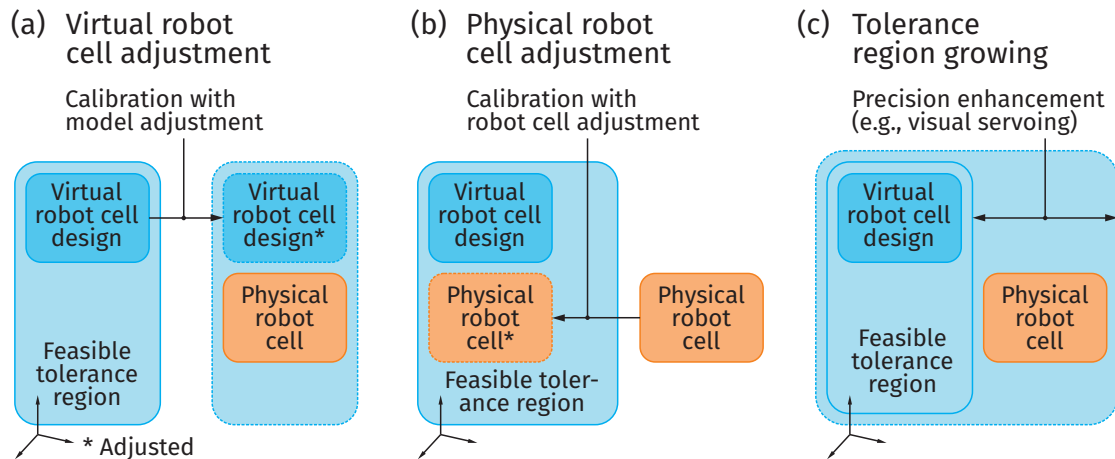 (a) Virtual robot
cell adjustment
Calibration with
model adjustment
Virtual
robot cell
design
Virtual
robot cell
design*
Physical
robot
cell
Feasible
tolerance
region
* Adjusted
(b) Physical robot
cell adjustment
Calibration with
robot cell adjustment
Virtual
robot cell
design
Physical
robot
cell*
Physical
robot
cell
Feasible toler-
ance region
(c) Tolerance
region growing
Precision enhancement
(e.g., visual servoing)
Virtual
robot cell
design
Physical
robot
cell
Feasible
tolerance
region